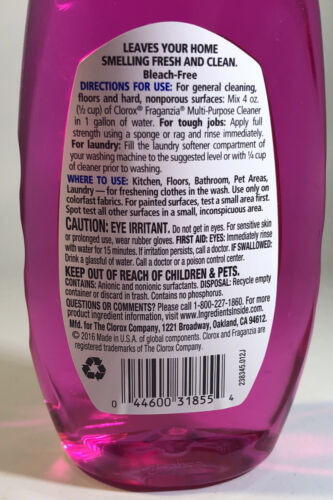 LEAVES YOUR HOME
SMELLING FRESH AND CLEAN.
Bleach-Free
DIRECTIONS FOR USE: For general cleaning,
floors and hard, nonporous surfaces: Mix 4 oz.
(½ cup) of Clorox® Fraganzia® Multi-Purpose Cleaner
in 1 gallon of water. For tough jobs: Apply full
strength using a sponge or rag and rinse immediately.
For laundry: Fill the laundry softener compartment of
your washing machine to the suggested level or with ¼ cup
of cleaner prior to washing.
WHERE TO USE: Kitchen, Floors, Bathroom, Pet Areas,
Laundry — for freshening clothes in the wash. Use only on
colorfast fabrics. For painted surfaces, test a small area first.
Spot test all other surfaces in a small, inconspicuous area.
CAUTION: EYE IRRITANT. Do not get in eyes. For sensitive skin
or prolonged use, wear rubber gloves. FIRST AID: EYES: Immediately rinse
with water for 15 minutes. If irritation persists, call a doctor. IF SWALLOWED:
Drink a glassful of water. Call a doctor or a poison control center.
KEEP OUT OF REACH OF CHILDREN & PETS.
CONTAINS: Anionic and nonionic surfactants. DISPOSAL: Recycle empty
container or discard in trash. Contains no phosphorus.
QUESTIONS OR COMMENTS? Please call 1-800-227-1860. For more
product ingredient information, visit www.IngredientsInside.com.
Mfd. for The Clorox Company, 1221 Broadway, Oakland, CA 94612.
©2016 Made in U.S.A. of global components. Clorox and Fraganzia are
registered trademarks of The Clorox Company.
238345.012J
0 44600 31855 4